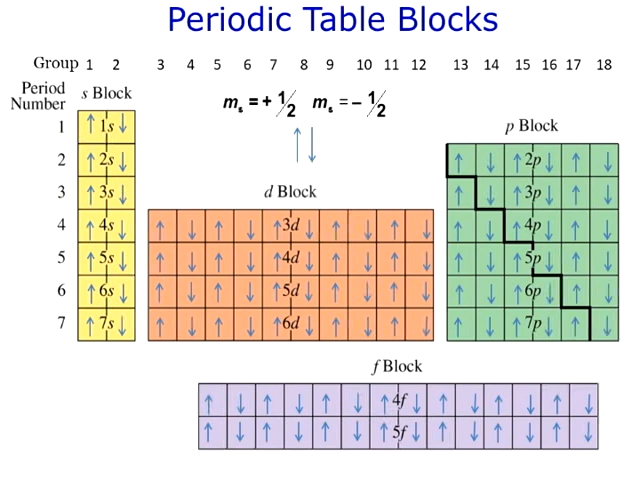 Periodic Table Blocks
Group 1 2 3 4 5 6 7 8 9 10 11 12 13 14 15 16 17 18
Period Number
s Block
mₛ = + 1/2 mₛ = – 1/2
p Block
d Block
1 ↑ 1s ↓
2 ↑ 2s ↓ ↑ ↓ ↑ 2p ↓ ↑ ↓
3 ↑ 3s ↓ ↑ ↓ ↑ 3p ↓ ↑ ↓
4 ↑ 4s ↓ ↑ ↓ ↑ ↓ ↑ 3d ↓ ↑ ↓ ↑ ↓ ↑ ↓ ↑ 4p ↓ ↑ ↓
5 ↑ 5s ↓ ↑ ↓ ↑ ↓ ↑ 4d ↓ ↑ ↓ ↑ ↓ ↑ ↓ ↑ 5p ↓ ↑ ↓
6 ↑ 6s ↓ ↑ ↓ ↑ ↓ ↑ 5d ↓ ↑ ↓ ↑ ↓ ↑ ↓ ↑ 6p ↓ ↑ ↓
7 ↑ 7s ↓ ↑ ↓ ↑ ↓ ↑ 6d ↓ ↑ ↓ ↑ ↓ ↑ ↓ ↑ 7p ↓ ↑ ↓
f Block
↑ ↓ ↑ ↓ ↑ ↓ ↑ 4f ↓ ↑ ↓ ↑ ↓ ↑ ↓
↑ ↓ ↑ ↓ ↑ ↓ ↑ 5f ↓ ↑ ↓ ↑ ↓ ↑ ↓